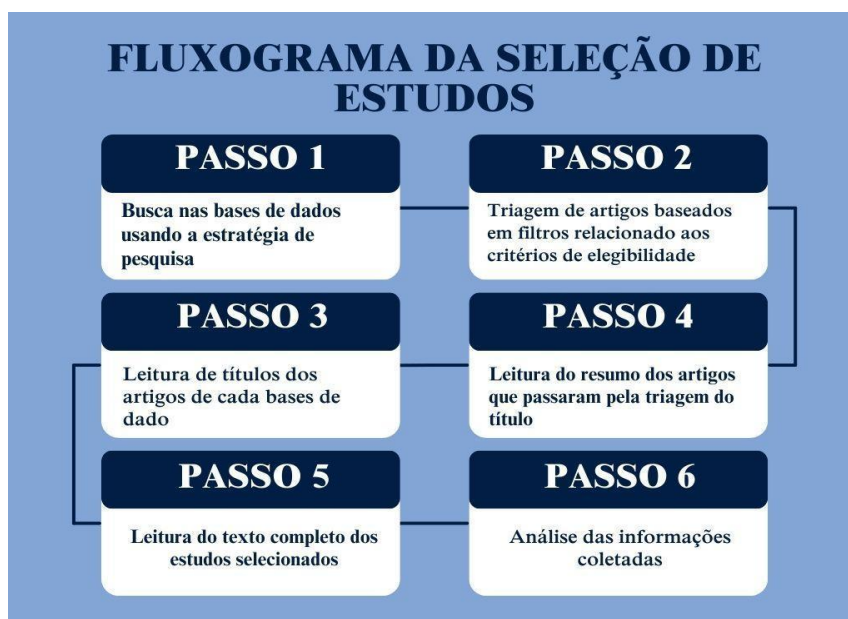 FLUXOGRAMA DA SELEÇÃO DE
ESTUDOS
PASSO 1
Busca nas bases de dados
usando a estratégia de
pesquisa
PASSO 2
Triagem de artigos baseados
em filtros relacionado aos
critérios de elegibilidade
PASSO 3
Leitura de títulos dos
artigos de cada bases de
dado
PASSO 4
Leitura do resumo dos artigos
que passaram pela triagem do
título
PASSO 5
Leitura do texto completo dos
estudos selecionados
PASSO 6
Análise das informações
coletadas